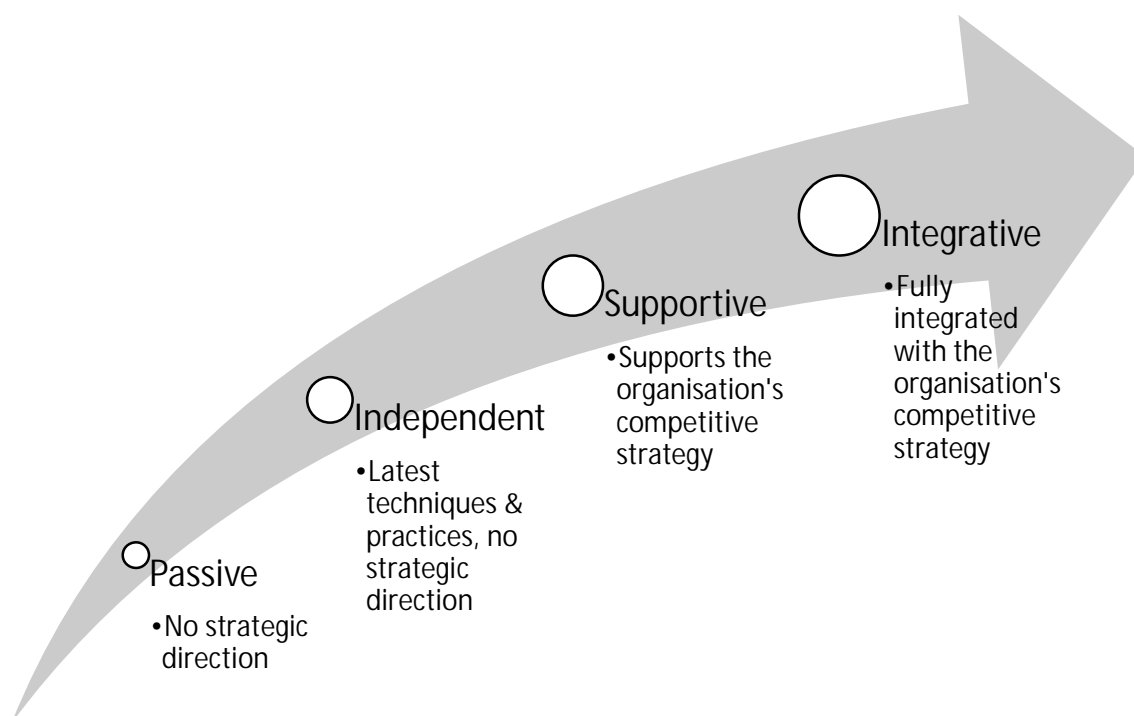 Passive
•No strategic
direction
Independent
•Latest
techniques &
practices, no
strategic
direction
Supportive
•Supports the
organisation's
competitive
strategy
Integrative
•Fully
integrated
with the
organisation's
competitive
strategy